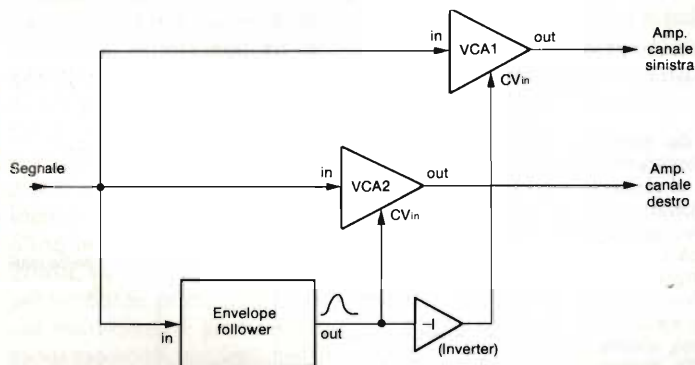 in
VCA1
out
Amp.
canale
sinistra
CVin
Segnale
in
VCA2
out
Amp.
canale
destro
CVin
Envelope
follower
in
out
⊣
(Inverter)